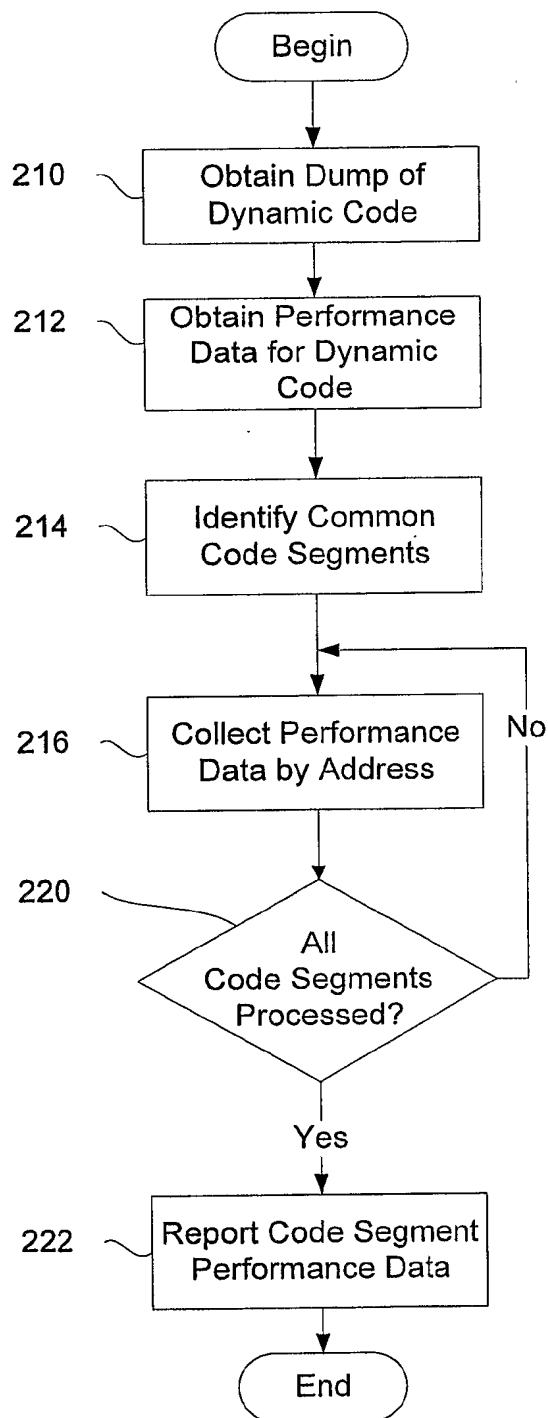 Begin
210
Obtain Dump of
Dynamic Code
212
Obtain Performance
Data for Dynamic
Code
214
Identify Common
Code Segments
216
Collect Performance
Data by Address
No
220
All
Code Segments
Processed?
Yes
222
Report Code Segment
Performance Data
End